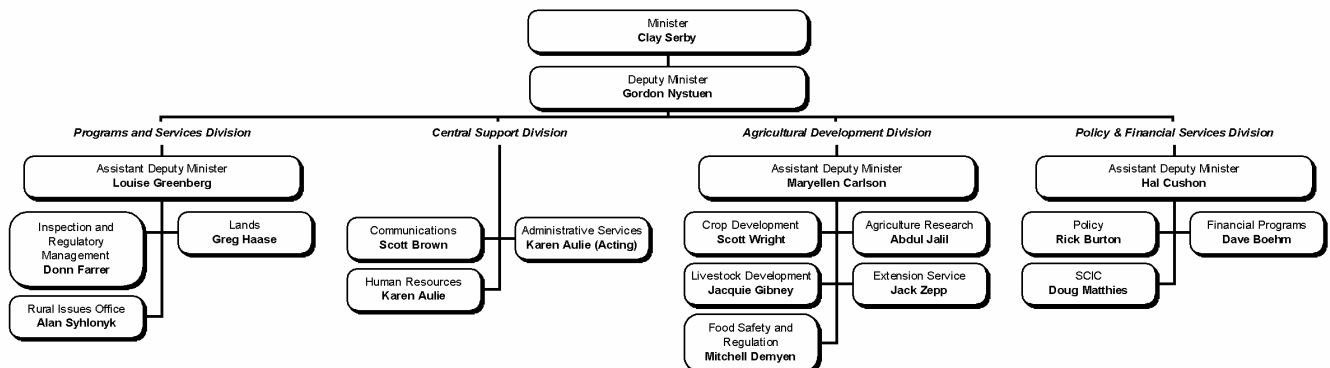 Minister
Clay Serby
Deputy Minister
Gordon Nystuen
Programs and Services Division
Central Support Division
Agricultural Development Division
Policy & Financial Services Division
Assistant Deputy Minister
Louise Greenberg
Assistant Deputy Minister
Maryellen Carlson
Assistant Deputy Minister
Hal Cushon
Inspection and
Regulatory
Management
Donn Farrer
Lands
Greg Haase
Rural Issues Office
Alan Syhlonyk
Communications
Scott Brown
Administrative Services
Karen Aulie (Acting)
Human Resources
Karen Aulie
Crop Development
Scott Wright
Agriculture Research
Abdul Jalil
Livestock Development
Jacquie Gibney
Extension Service
Jack Zepp
Food Safety and
Regulation
Mitchell Demyen
Policy
Rick Burton
Financial Programs
Dave Boehm
SCIC
Doug Matthies